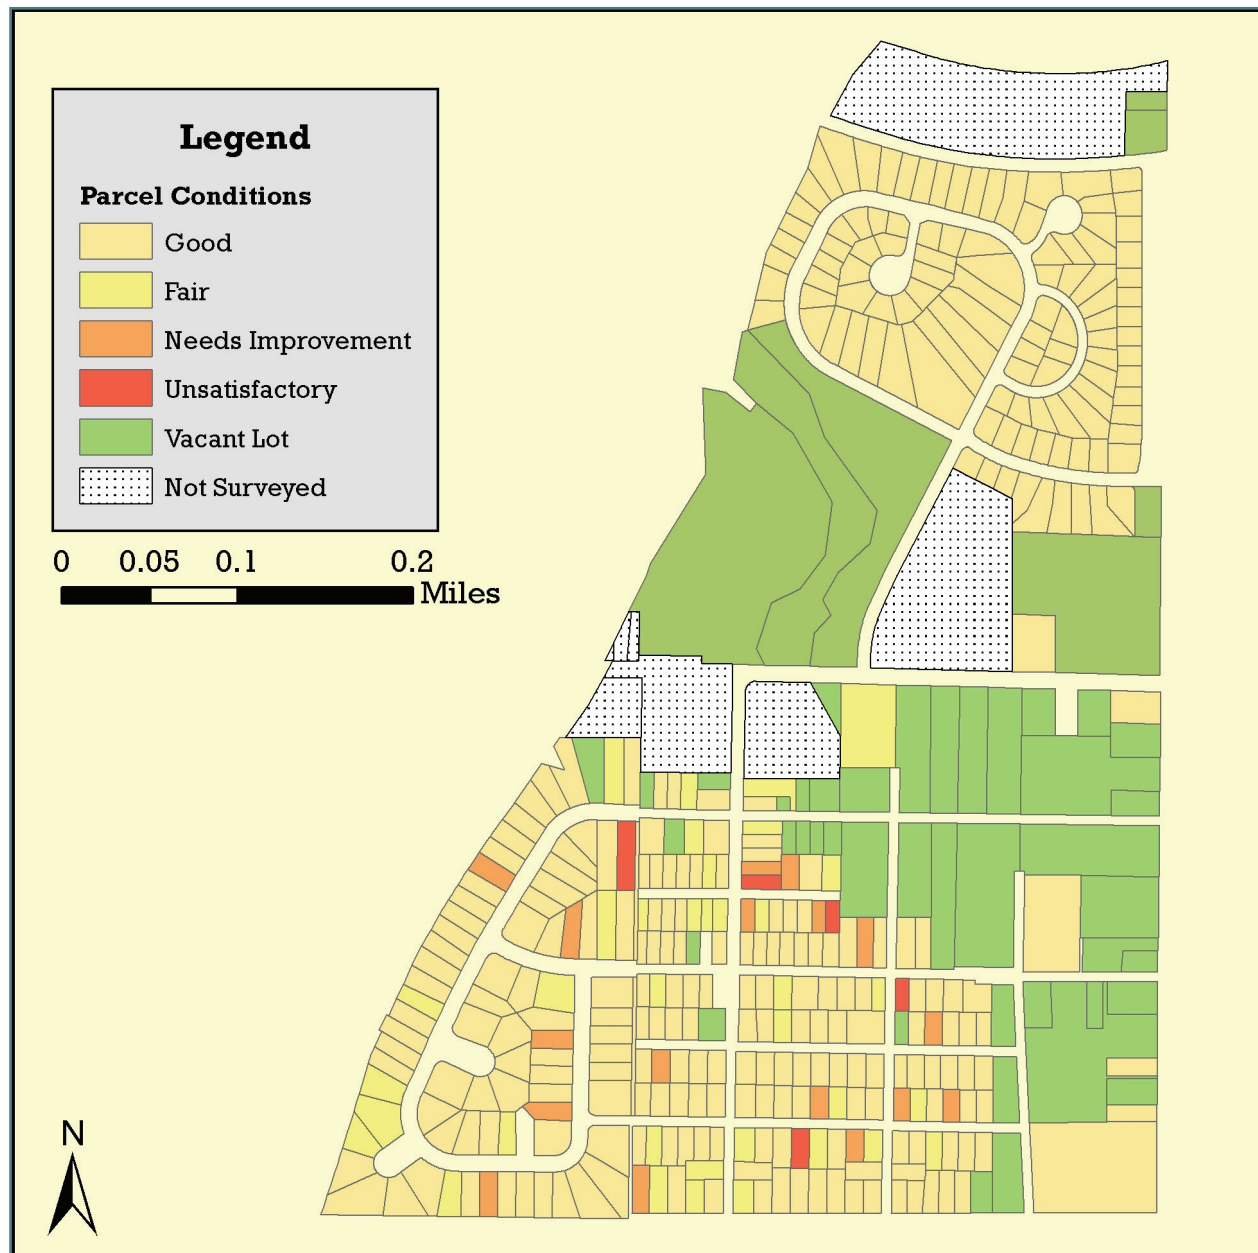 Legend
Parcel Conditions
Good
Fair
Needs Improvement
Unsatisfactory
Vacant Lot
Not Surveyed
0 0.05 0.1 0.2
Miles
N